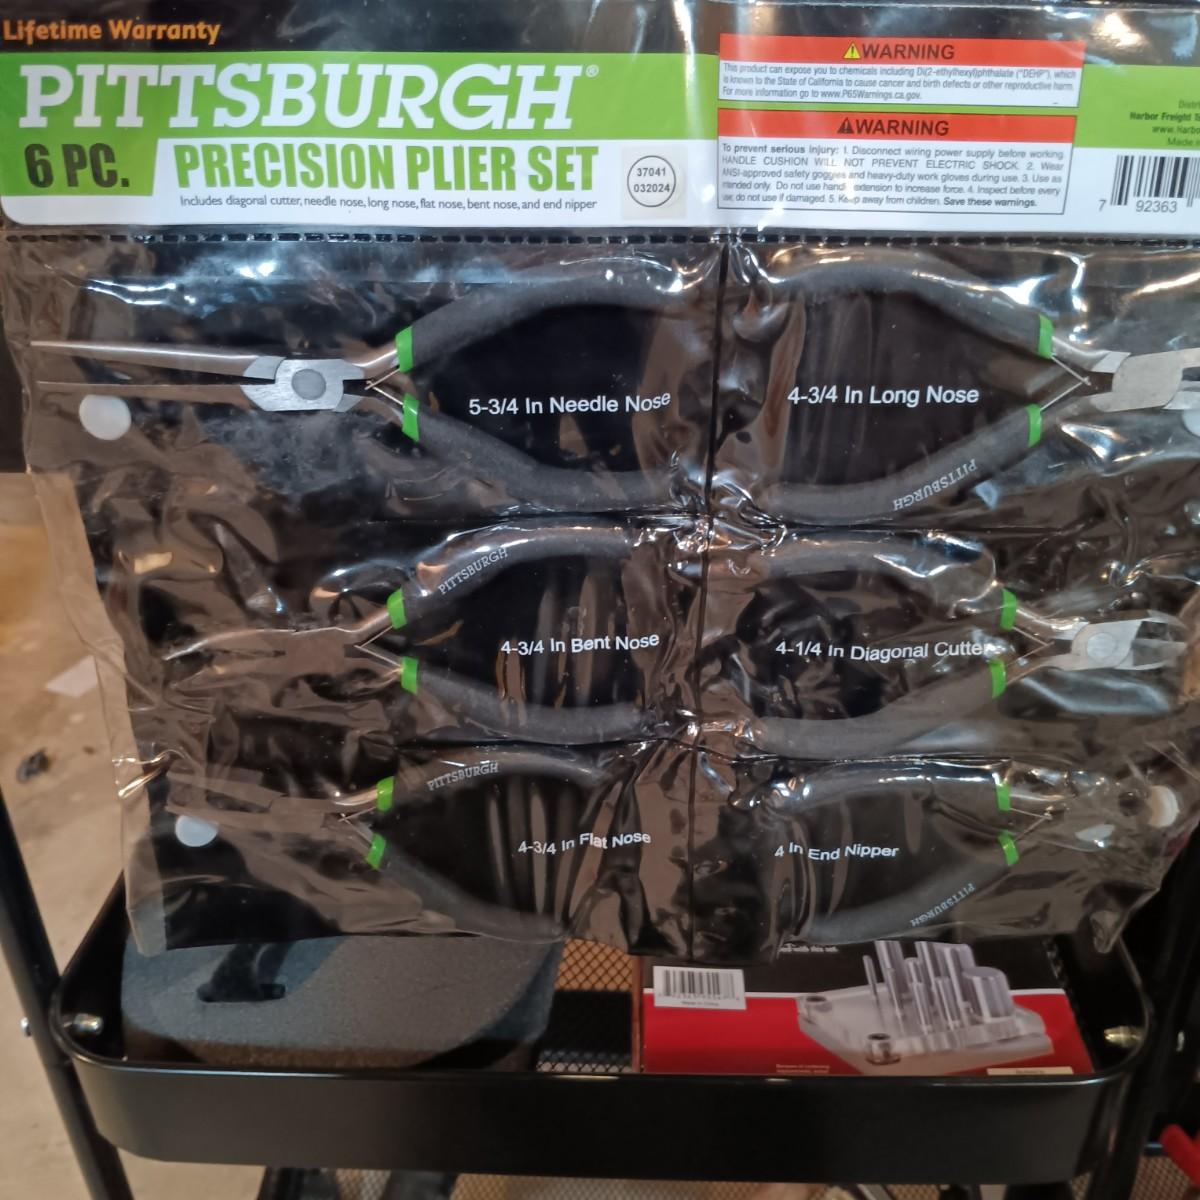 Lifetime Warranty
PITTSBURGH®
6 PC. PRECISION PLIER SET
Includes diagonal cutter, needle nose, long nose, flat nose, bent nose, and end nipper
37041
032024
⚠WARNING
This product can expose you to chemicals including Di(2-ethylhexyl)phthalate ("DEHP"), which
is known to the State of California to cause cancer and birth defects or other reproductive harm.
For more information go to www.P65Warnings.ca.gov.
⚠WARNING
To prevent serious injury: 1. Disconnect wiring power supply before working.
HANDLE CUSHION WILL NOT PREVENT ELECTRIC SHOCK. 2. Wear
ANSI-approved safety goggles and heavy-duty work gloves during use. 3. Use as
intended only. Do not use handle extension to increase force. 4. Inspect before every
use; do not use if damaged. 5. Keep away from children. Save these warnings.
Harbor Freight
Made
7 92363
5-3/4 In Needle Nose
4-3/4 In Long Nose
PITTSBURGH
PITTSBURGH
4-3/4 In Bent Nose
4-1/4 In Diagonal Cutter
PITTSBURGH
4-3/4 In Flat Nose
4 In End Nipper
PITTSBURGH
with this set
Made in China